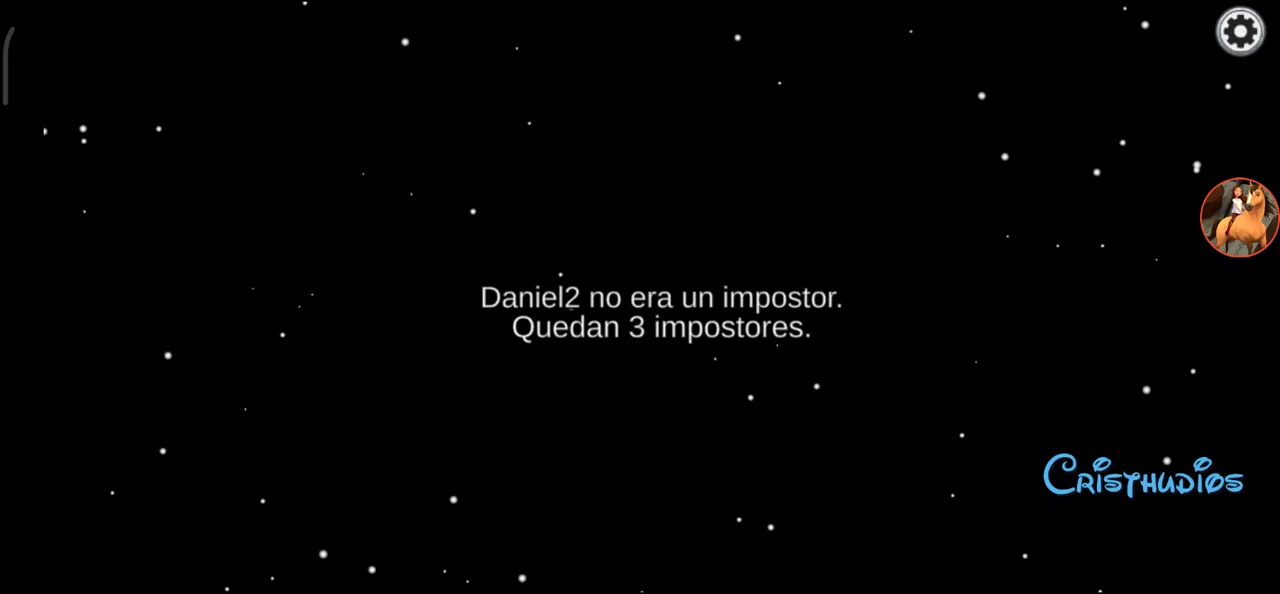 Daniel2 no era un impostor.
Quedan 3 impostores.
CRISTHUDIOS